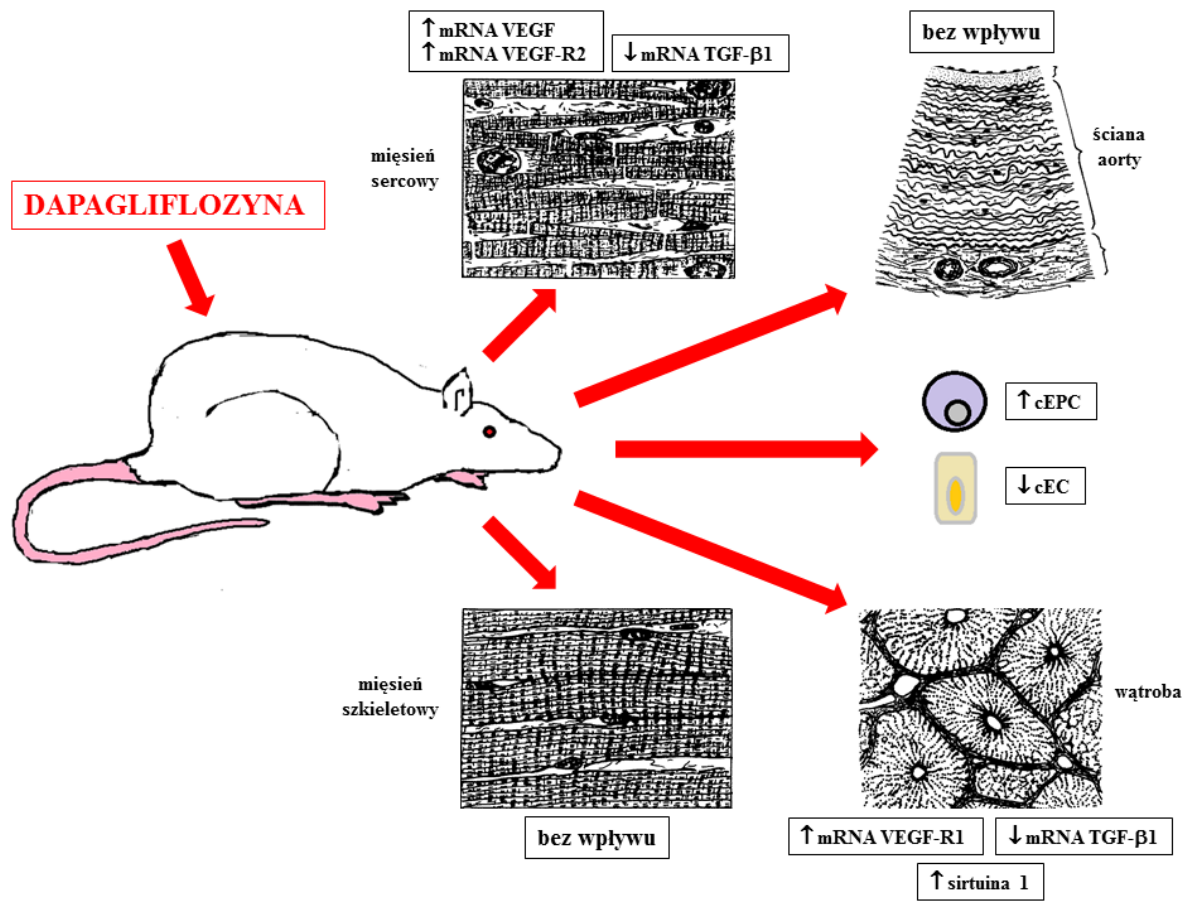 ↑mRNA VEGF
↑mRNA VEGF-R2
↓mRNA TGF-β1
bez wpływu
mięsień
sercowy
ściana
aorty
DAPAGLIFLOZYNA
↑cEPC
↓cEC
mięsień
szkieletowy
wątroba
bez wpływu
↑mRNA VEGF-R1
↓mRNA TGF-β1
↑sirtuina 1